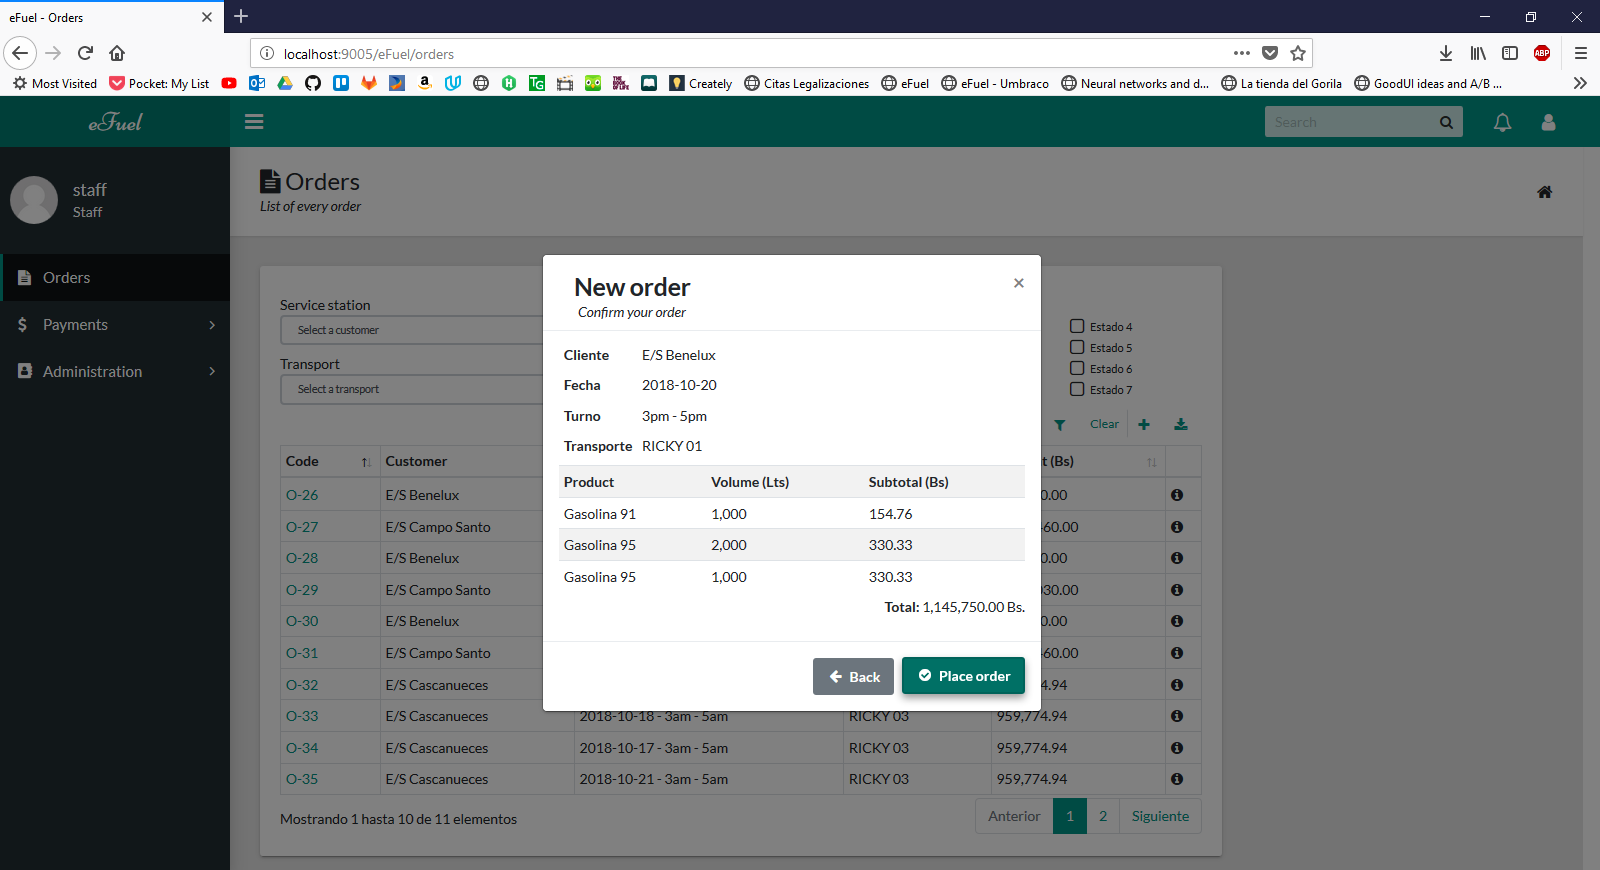 eFuel - Orders
localhost:9005/eFuel/orders
ABP
Most Visited Pocket: My List Creately Citas Legalizaciones eFuel eFuel - Umbraco Neural networks and d... La tienda del Gorila GoodUI ideas and A/B ...
eFuel
Search
staff
Staff
Orders
Payments
Administration
Orders
List of every order
Service station
Select a customer
Transport
Select a transport
Estado 4
Estado 5
Estado 6
Estado 7
Clear
Code Customer t (Bs)
O-26 E/S Benelux 0.00
O-27 E/S Campo Santo 60.00
O-28 E/S Benelux 0.00
O-29 E/S Campo Santo 30.00
O-30 E/S Benelux 0.00
O-31 E/S Campo Santo 60.00
O-32 E/S Cascanueces 4.94
O-33 E/S Cascanueces 2018-10-18 - 3am - 5am RICKY 03 959,774.94
O-34 E/S Cascanueces 2018-10-17 - 3am - 5am RICKY 03 959,774.94
O-35 E/S Cascanueces 2018-10-21 - 3am - 5am RICKY 03 959,774.94
Mostrando 1 hasta 10 de 11 elementos
Anterior 1 2 Siguiente
New order
×
Confirm your order
Cliente E/S Benelux
Fecha 2018-10-20
Turno 3pm - 5pm
Transporte RICKY 01
Product Volume (Lts) Subtotal (Bs)
Gasolina 91 1,000 154.76
Gasolina 95 2,000 330.33
Gasolina 95 1,000 330.33
Total: 1,145,750.00 Bs.
Back
Place order